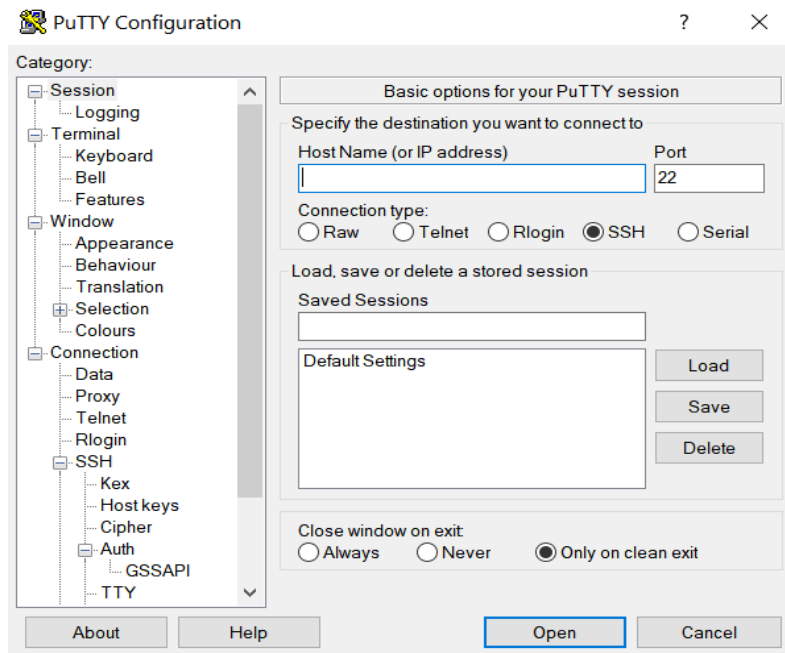 PuTTY Configuration
?
Category:
Session
Logging
Terminal
Keyboard
Bell
Features
Window
Appearance
Behaviour
Translation
Selection
Colours
Connection
Data
Proxy
Telnet
Rlogin
SSH
Kex
Host keys
Cipher
Auth
GSSAPI
TTY
Basic options for your PuTTY session
Specify the destination you want to connect to
Host Name (or IP address) Port
22
Connection type:
Raw Telnet Rlogin SSH Serial
Load, save or delete a stored session
Saved Sessions
Default Settings
Load
Save
Delete
Close window on exit:
Always Never Only on clean exit
About Help Open Cancel